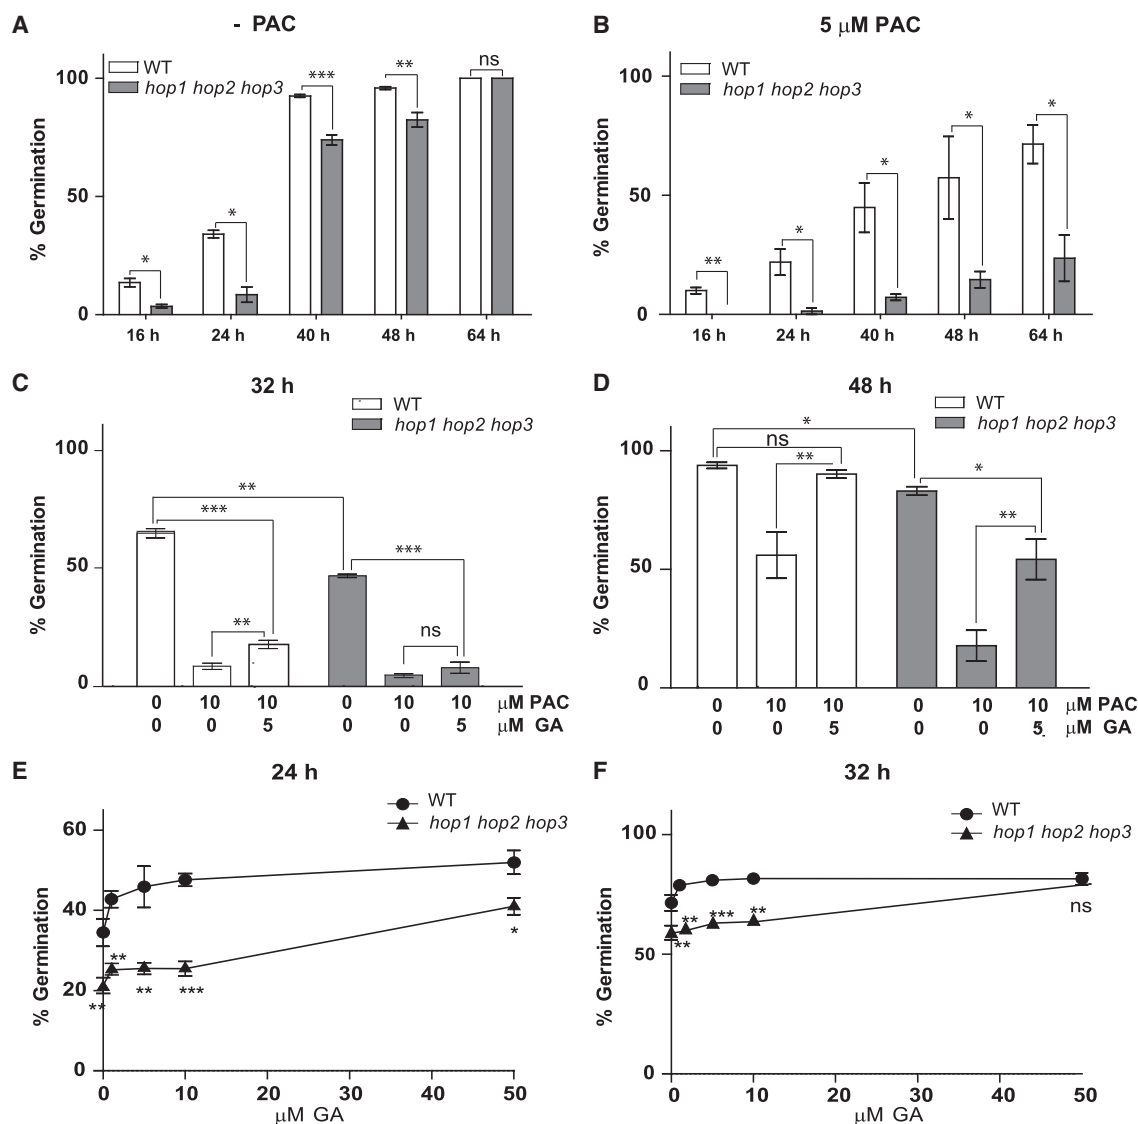 A
- PAC
WT
hop1 hop2 hop3
% Germination
100
50
0
*
*
***
**
ns
16 h 24 h 40 h 48 h 64 h
B
5 μM PAC
WT
hop1 hop2 hop3
% Germination
100
50
0
**
*
*
*
*
16 h 24 h 40 h 48 h 64 h
C
32 h
WT
hop1 hop2 hop3
% Germination
100
50
0
**
***
**
***
ns
0 10 10 0 10 10 μM PAC
0 0 5 0 0 5 μM GA
D
48 h
WT
hop1 hop2 hop3
% Germination
100
50
0
*
ns
**
*
**
0 10 10 0 10 10 μM PAC
0 0 5 0 0 5 μM GA
E
24 h
WT
hop1 hop2 hop3
% Germination
60
40
20
0
**
**
**
***
*
0 10 20 30 40 50
μM GA
F
32 h
WT
hop1 hop2 hop3
% Germination
100
50
0
**
**
***
**
ns
0 10 20 30 40 50
μM GA